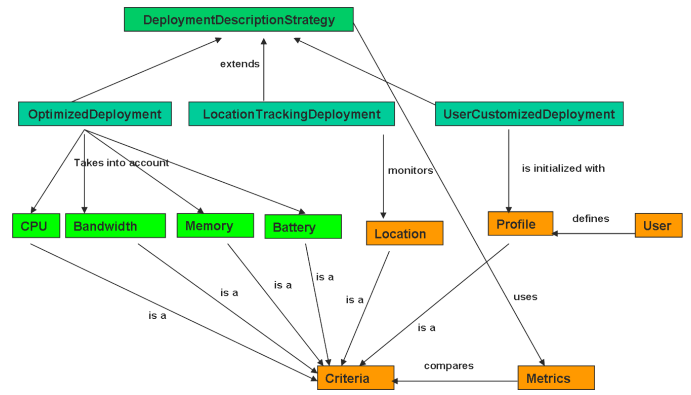 DeploymentDescriptionStrategy
extends
OptimizedDeployment
LocationTrackingDeployment
UserCustomizedDeployment
Takes into account
monitors
is initialized with
CPU
Bandwidth
Memory
Battery
Location
Profile
defines
User
is a
is a
is a
is a
is a
is a
uses
compares
Criteria
Metrics